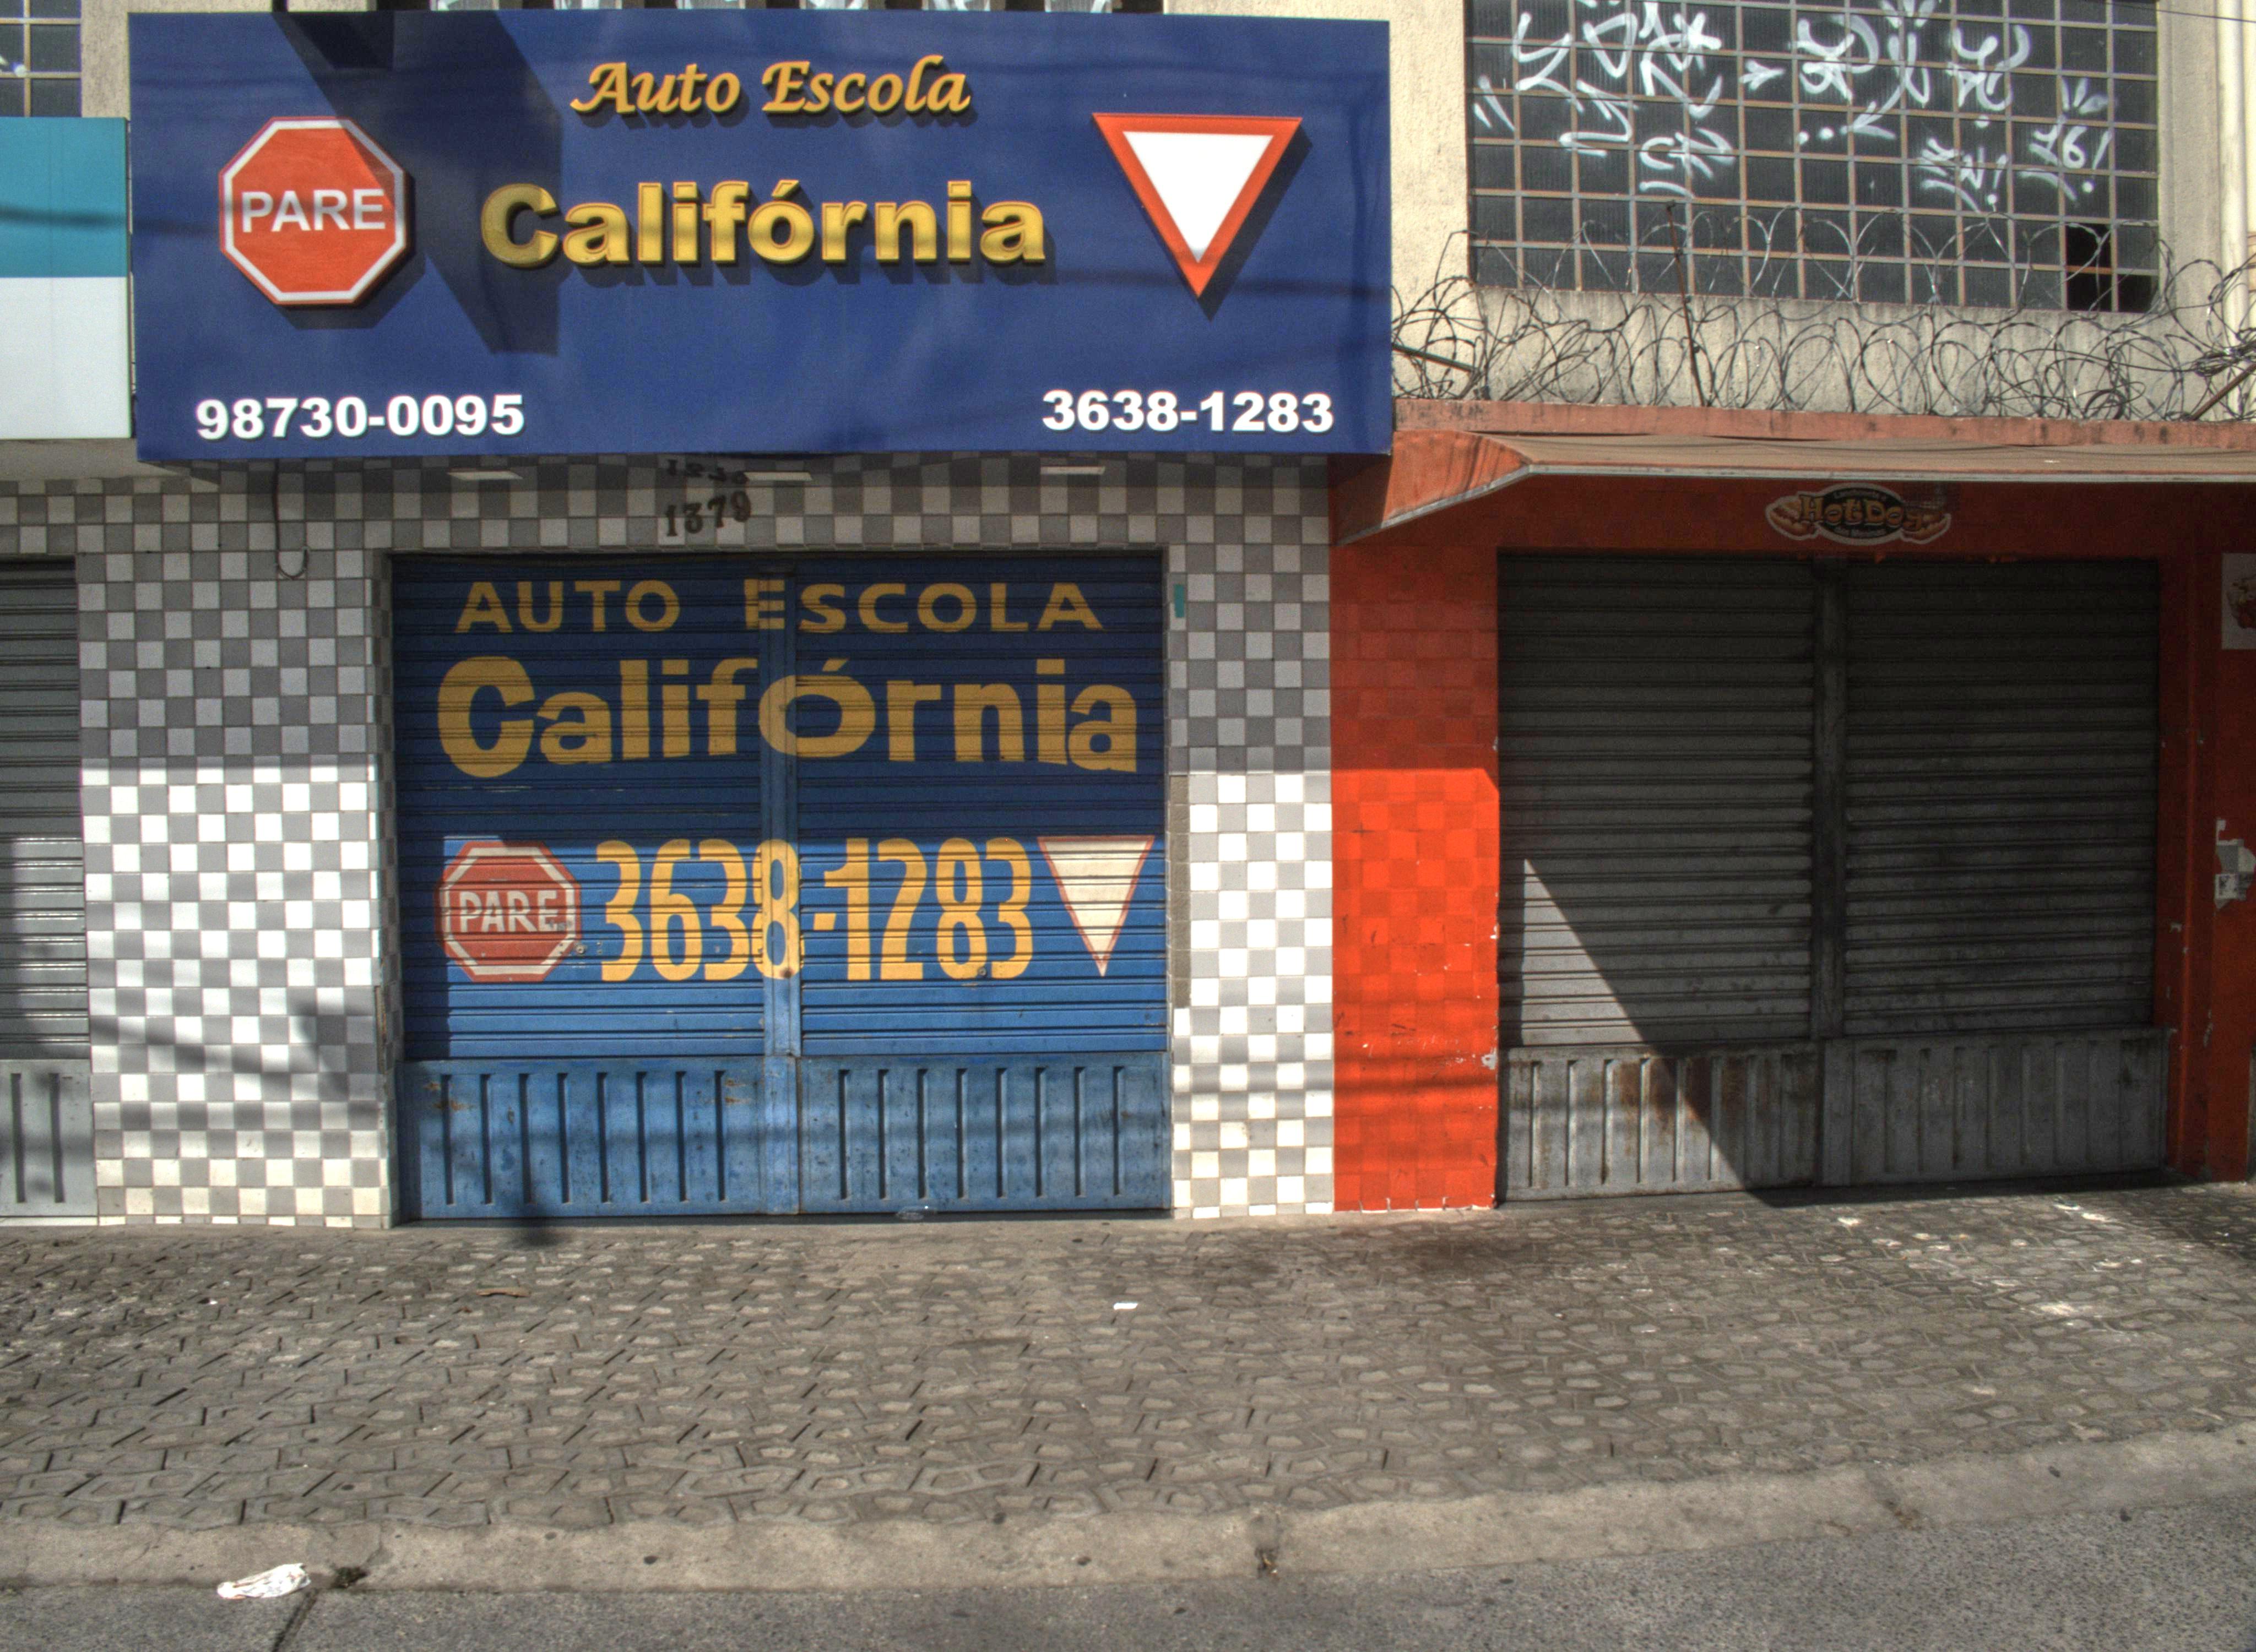 Auto Escola
PARE
Califórnia
98730-0095
3638-1283
1379
Hot Dog
AUTO ESCOLA
Califórnia
PARE
3638-1283